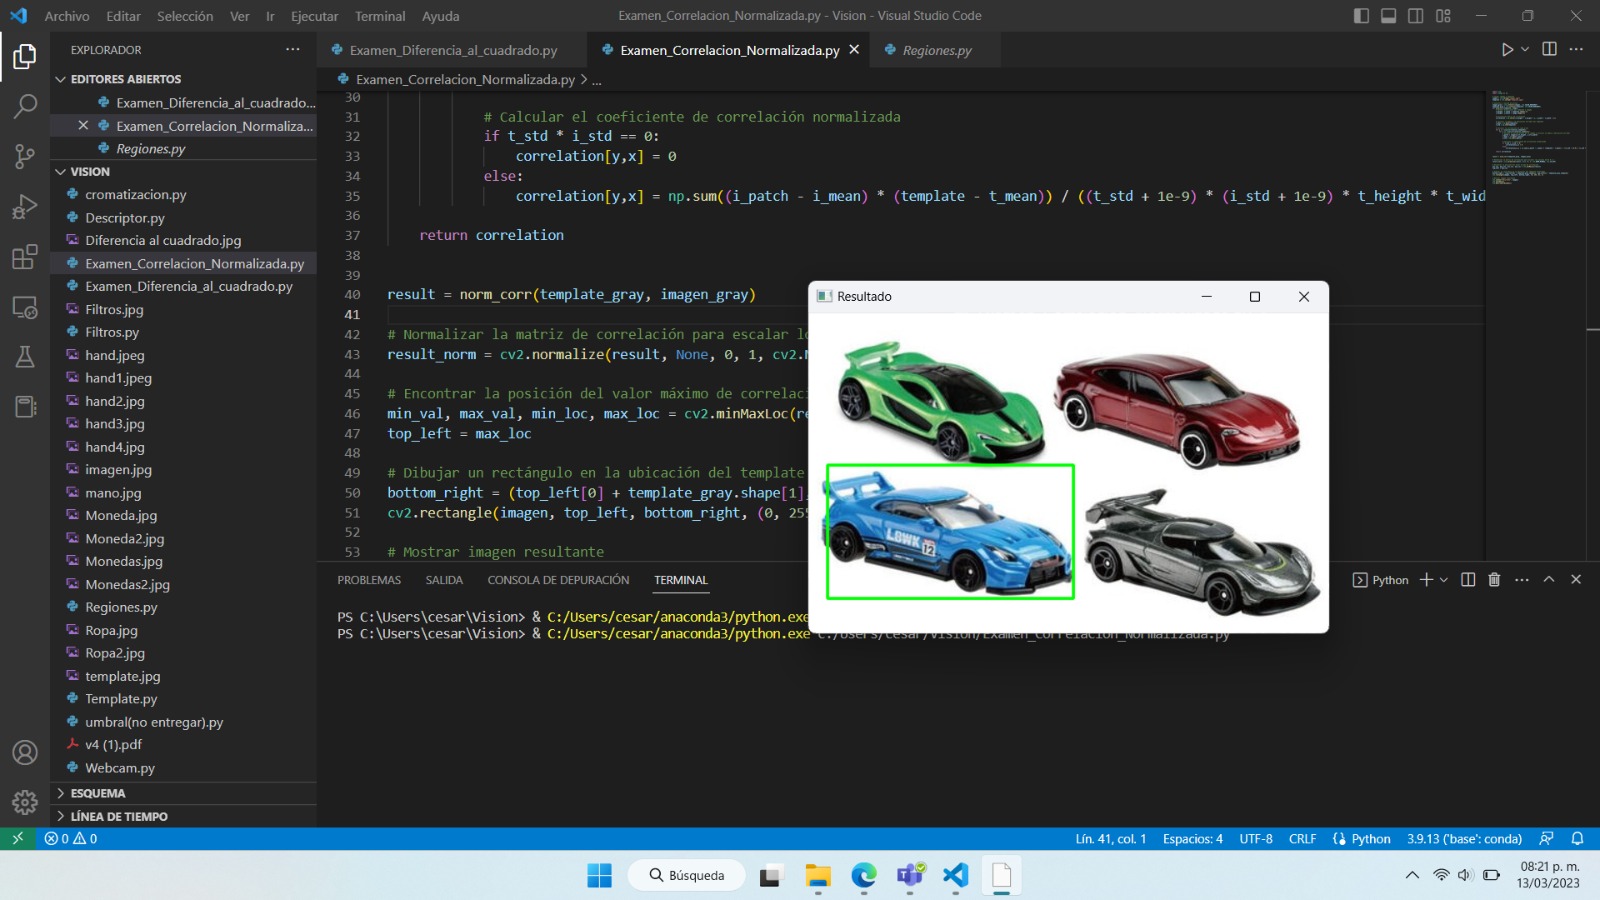 Archivo Editar Selección Ver Ir Ejecutar Terminal Ayuda
Examen_Correlacion_Normalizada.py - Vision - Visual Studio Code
EXPLORADOR
EDITORES ABIERTOS
Examen_Diferencia_al_cuadrado...
Examen_Correlacion_Normaliza...
Regiones.py
VISION
cromatizacion.py
Descriptor.py
Diferencia al cuadrado.jpg
Examen_Correlacion_Normalizada.py
Examen_Diferencia_al_cuadrado.py
Filtros.jpg
Filtros.py
hand.jpeg
hand1.jpeg
hand2.jpg
hand3.jpg
hand4.jpg
imagen.jpg
mano.jpg
Moneda.jpg
Moneda2.jpg
Monedas.jpg
Monedas2.jpg
Regiones.py
Ropa.jpg
Ropa2.jpg
template.jpg
Template.py
umbral(no entregar).py
v4 (1).pdf
Webcam.py
ESQUEMA
LÍNEA DE TIEMPO
Examen_Diferencia_al_cuadrado.py Examen_Correlacion_Normalizada.py Regiones.py
Examen_Correlacion_Normalizada.py > ...
30
31 # Calcular el coeficiente de correlación normalizada
32 if t_std * i_std == 0:
33 correlation[y,x] = 0
34 else:
35 correlation[y,x] = np.sum((i_patch - i_mean) * (template - t_mean)) / ((t_std + 1e-9) * (i_std + 1e-9) * t_height * t_wid
36
37 return correlation
38
39
40 result = norm_corr(template_gray, imagen_gray)
41
42 # Normalizar la matriz de correlación para escalar lo
43 result_norm = cv2.normalize(result, None, 0, 1, cv2.N
44
45 # Encontrar la posición del valor máximo de correlaci
46 min_val, max_val, min_loc, max_loc = cv2.minMaxLoc(re
47 top_left = max_loc
48
49 # Dibujar un rectángulo en la ubicación del template
50 bottom_right = (top_left[0] + template_gray.shape[1],
51 cv2.rectangle(imagen, top_left, bottom_right, (0, 255
52
53 # Mostrar imagen resultante
Resultado
LBWK
12
PROBLEMAS SALIDA CONSOLA DE DEPURACIÓN TERMINAL
Python
PS C:\Users\cesar\Vision> & C:/Users/cesar/anaconda3/python.exe
PS C:\Users\cesar\Vision> & C:/Users/cesar/anaconda3/python.exe c:/Users/cesar/Vision/Examen_Correlacion_Normalizada.py
0 0
Lín. 41, col. 1 Espacios: 4 UTF-8 CRLF Python 3.9.13 ('base': conda)
Búsqueda
08:21 p. m.
13/03/2023